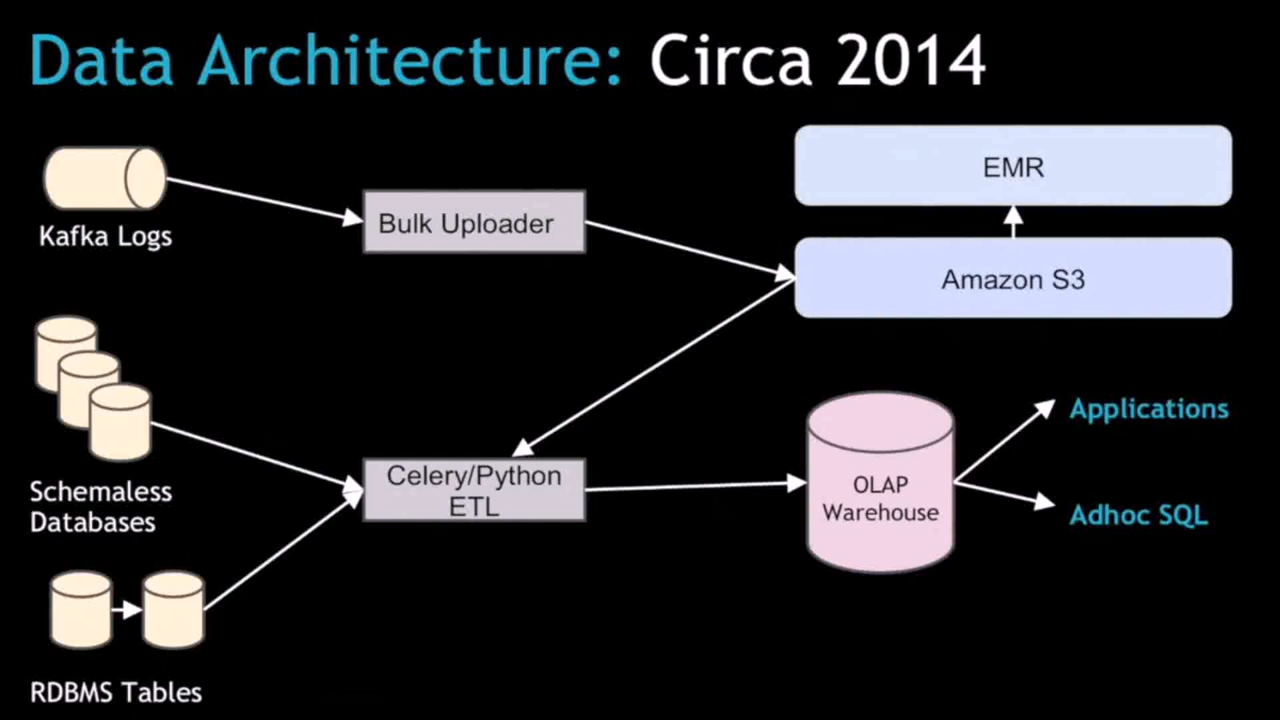 Data Architecture: Circa 2014
EMR
Kafka Logs
Bulk Uploader
Amazon S3
Schemaless
Databases
Celery/Python
ETL
OLAP
Warehouse
Applications
Adhoc SQL
RDBMS Tables